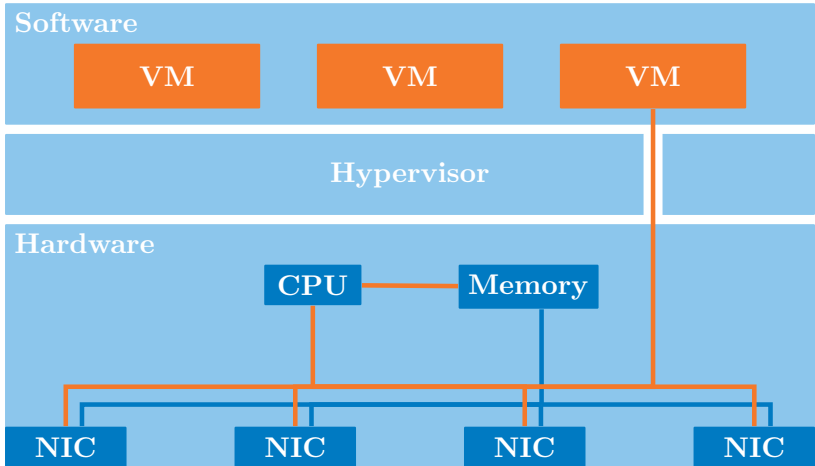 Software
VM VM VM
Hypervisor
Hardware
CPU Memory
NIC NIC NIC NIC